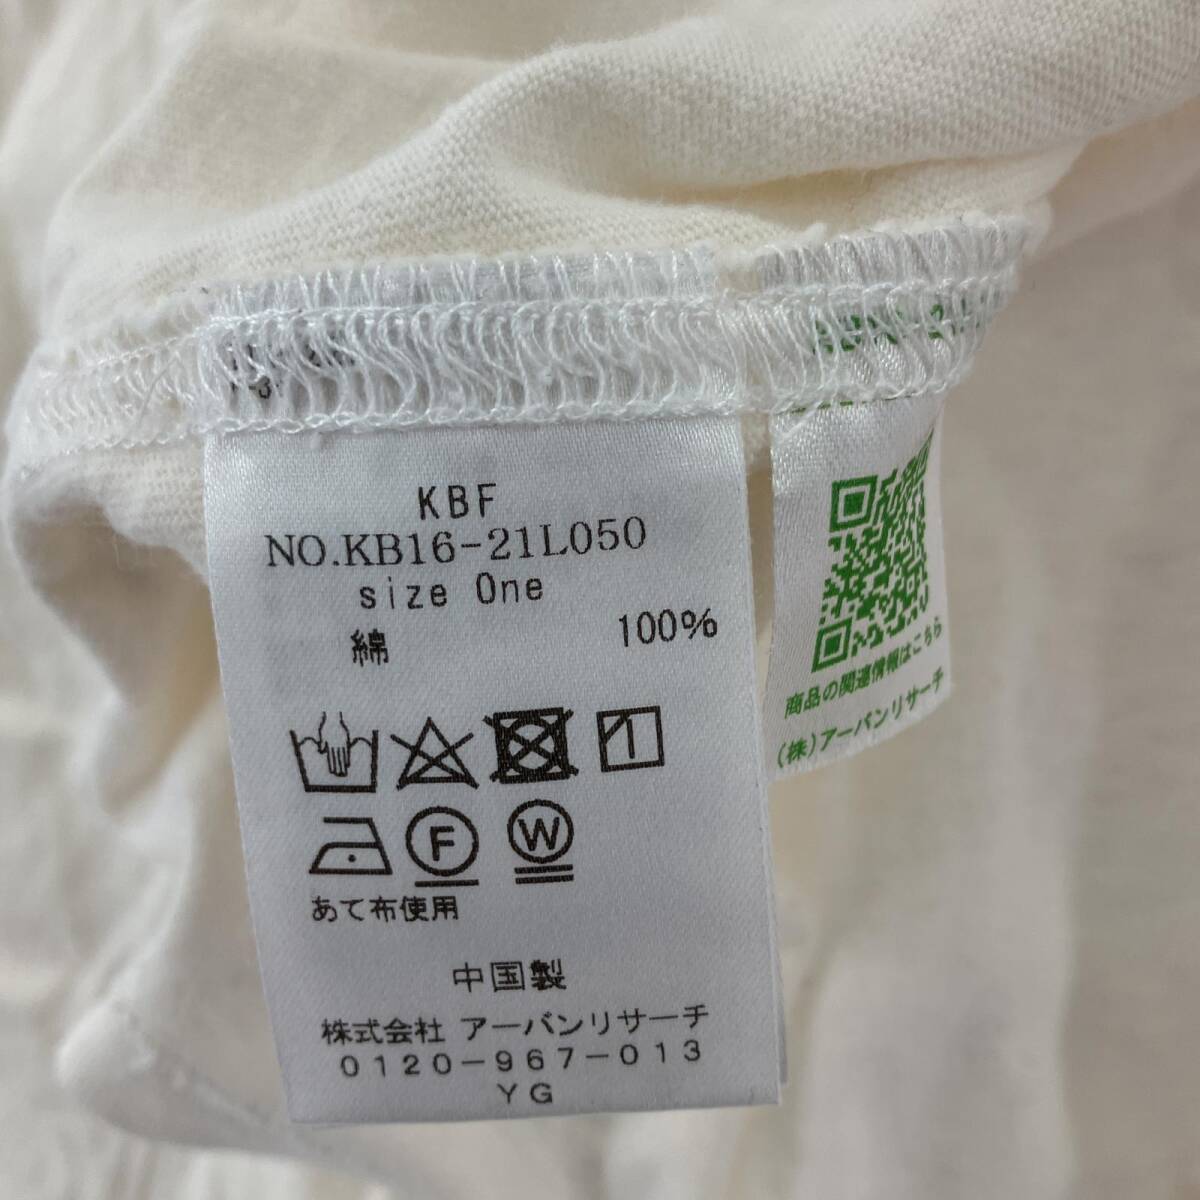 KBF
NO.KB16-21L050
size One
綿 100%
F W
あて布使用
中国製
株式会社 アーバンリサーチ
0120-967-013
YG
商品の関連情報はこちら
(株)アーバンリサーチ